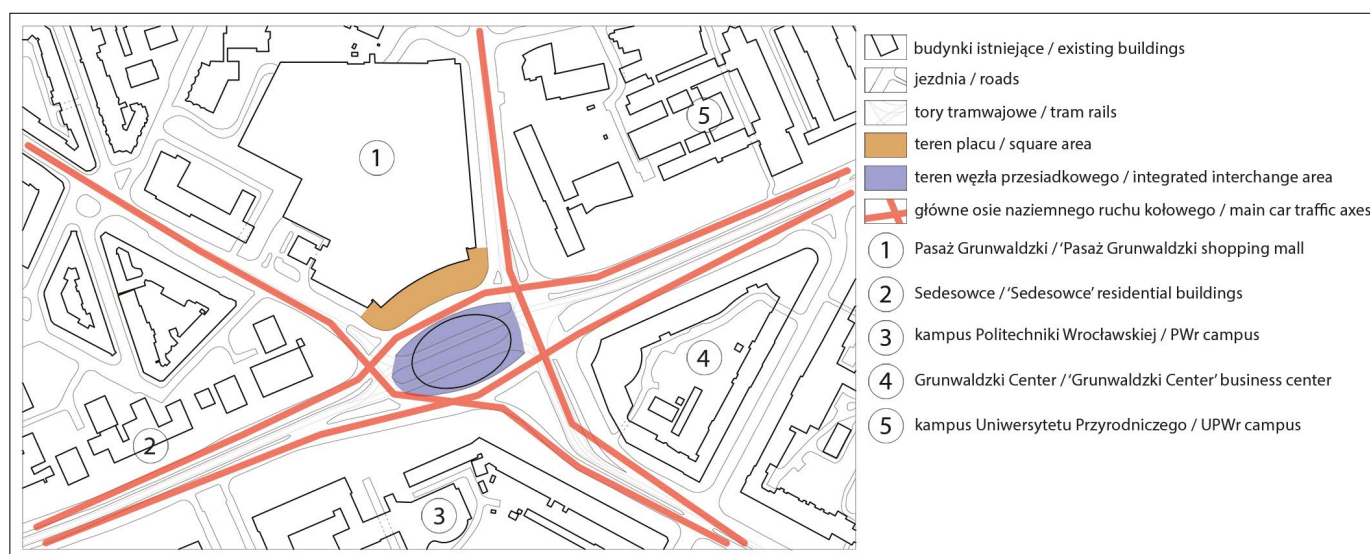 budynki istniejące / existing buildings
jezdnia / roads
tory tramwajowe / tram rails
teren placu / square area
teren węzła przesiadkowego / integrated interchange area
główne osie naziemnego ruchu kołowego / main car traffic axes
1 Pasaż Grunwaldzki / 'Pasaż Grunwaldzki shopping mall
2 Sedesowce / 'Sedesowce' residential buildings
3 kampus Politechniki Wrocławskiej / PWr campus
4 Grunwaldzki Center / 'Grunwaldzki Center' business center
5 kampus Uniwersytetu Przyrodniczego / UPWr campus
5
1
4
2
3